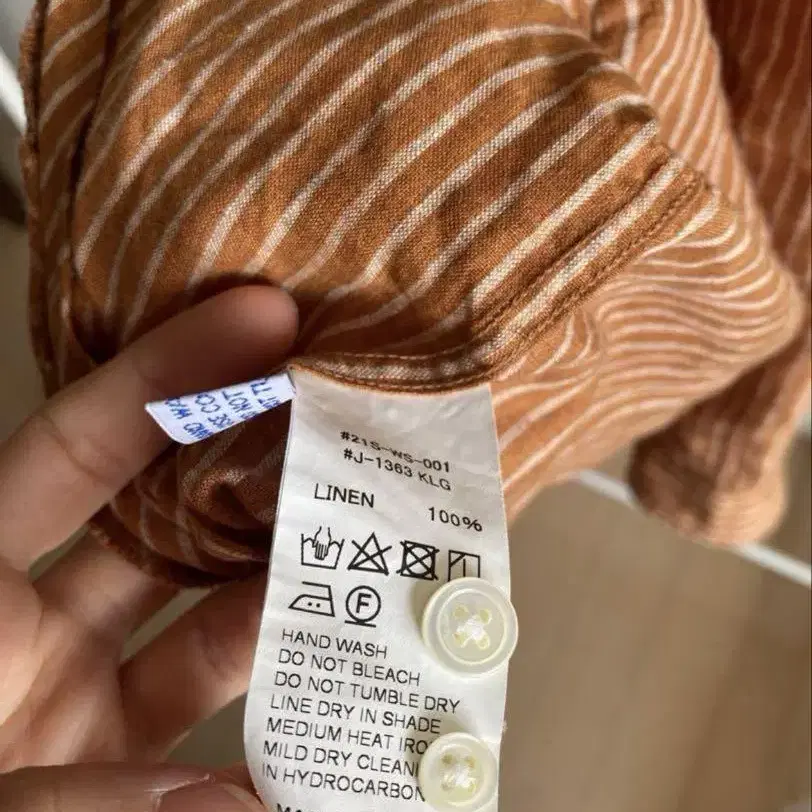 #21S-WS-001
#J-1363 KLG
LINEN 100%
F
HAND WASH
DO NOT BLEACH
DO NOT TUMBLE DRY
LINE DRY IN SHADE
MEDIUM HEAT IRO
MILD DRY CLEANI
IN HYDROCARBON